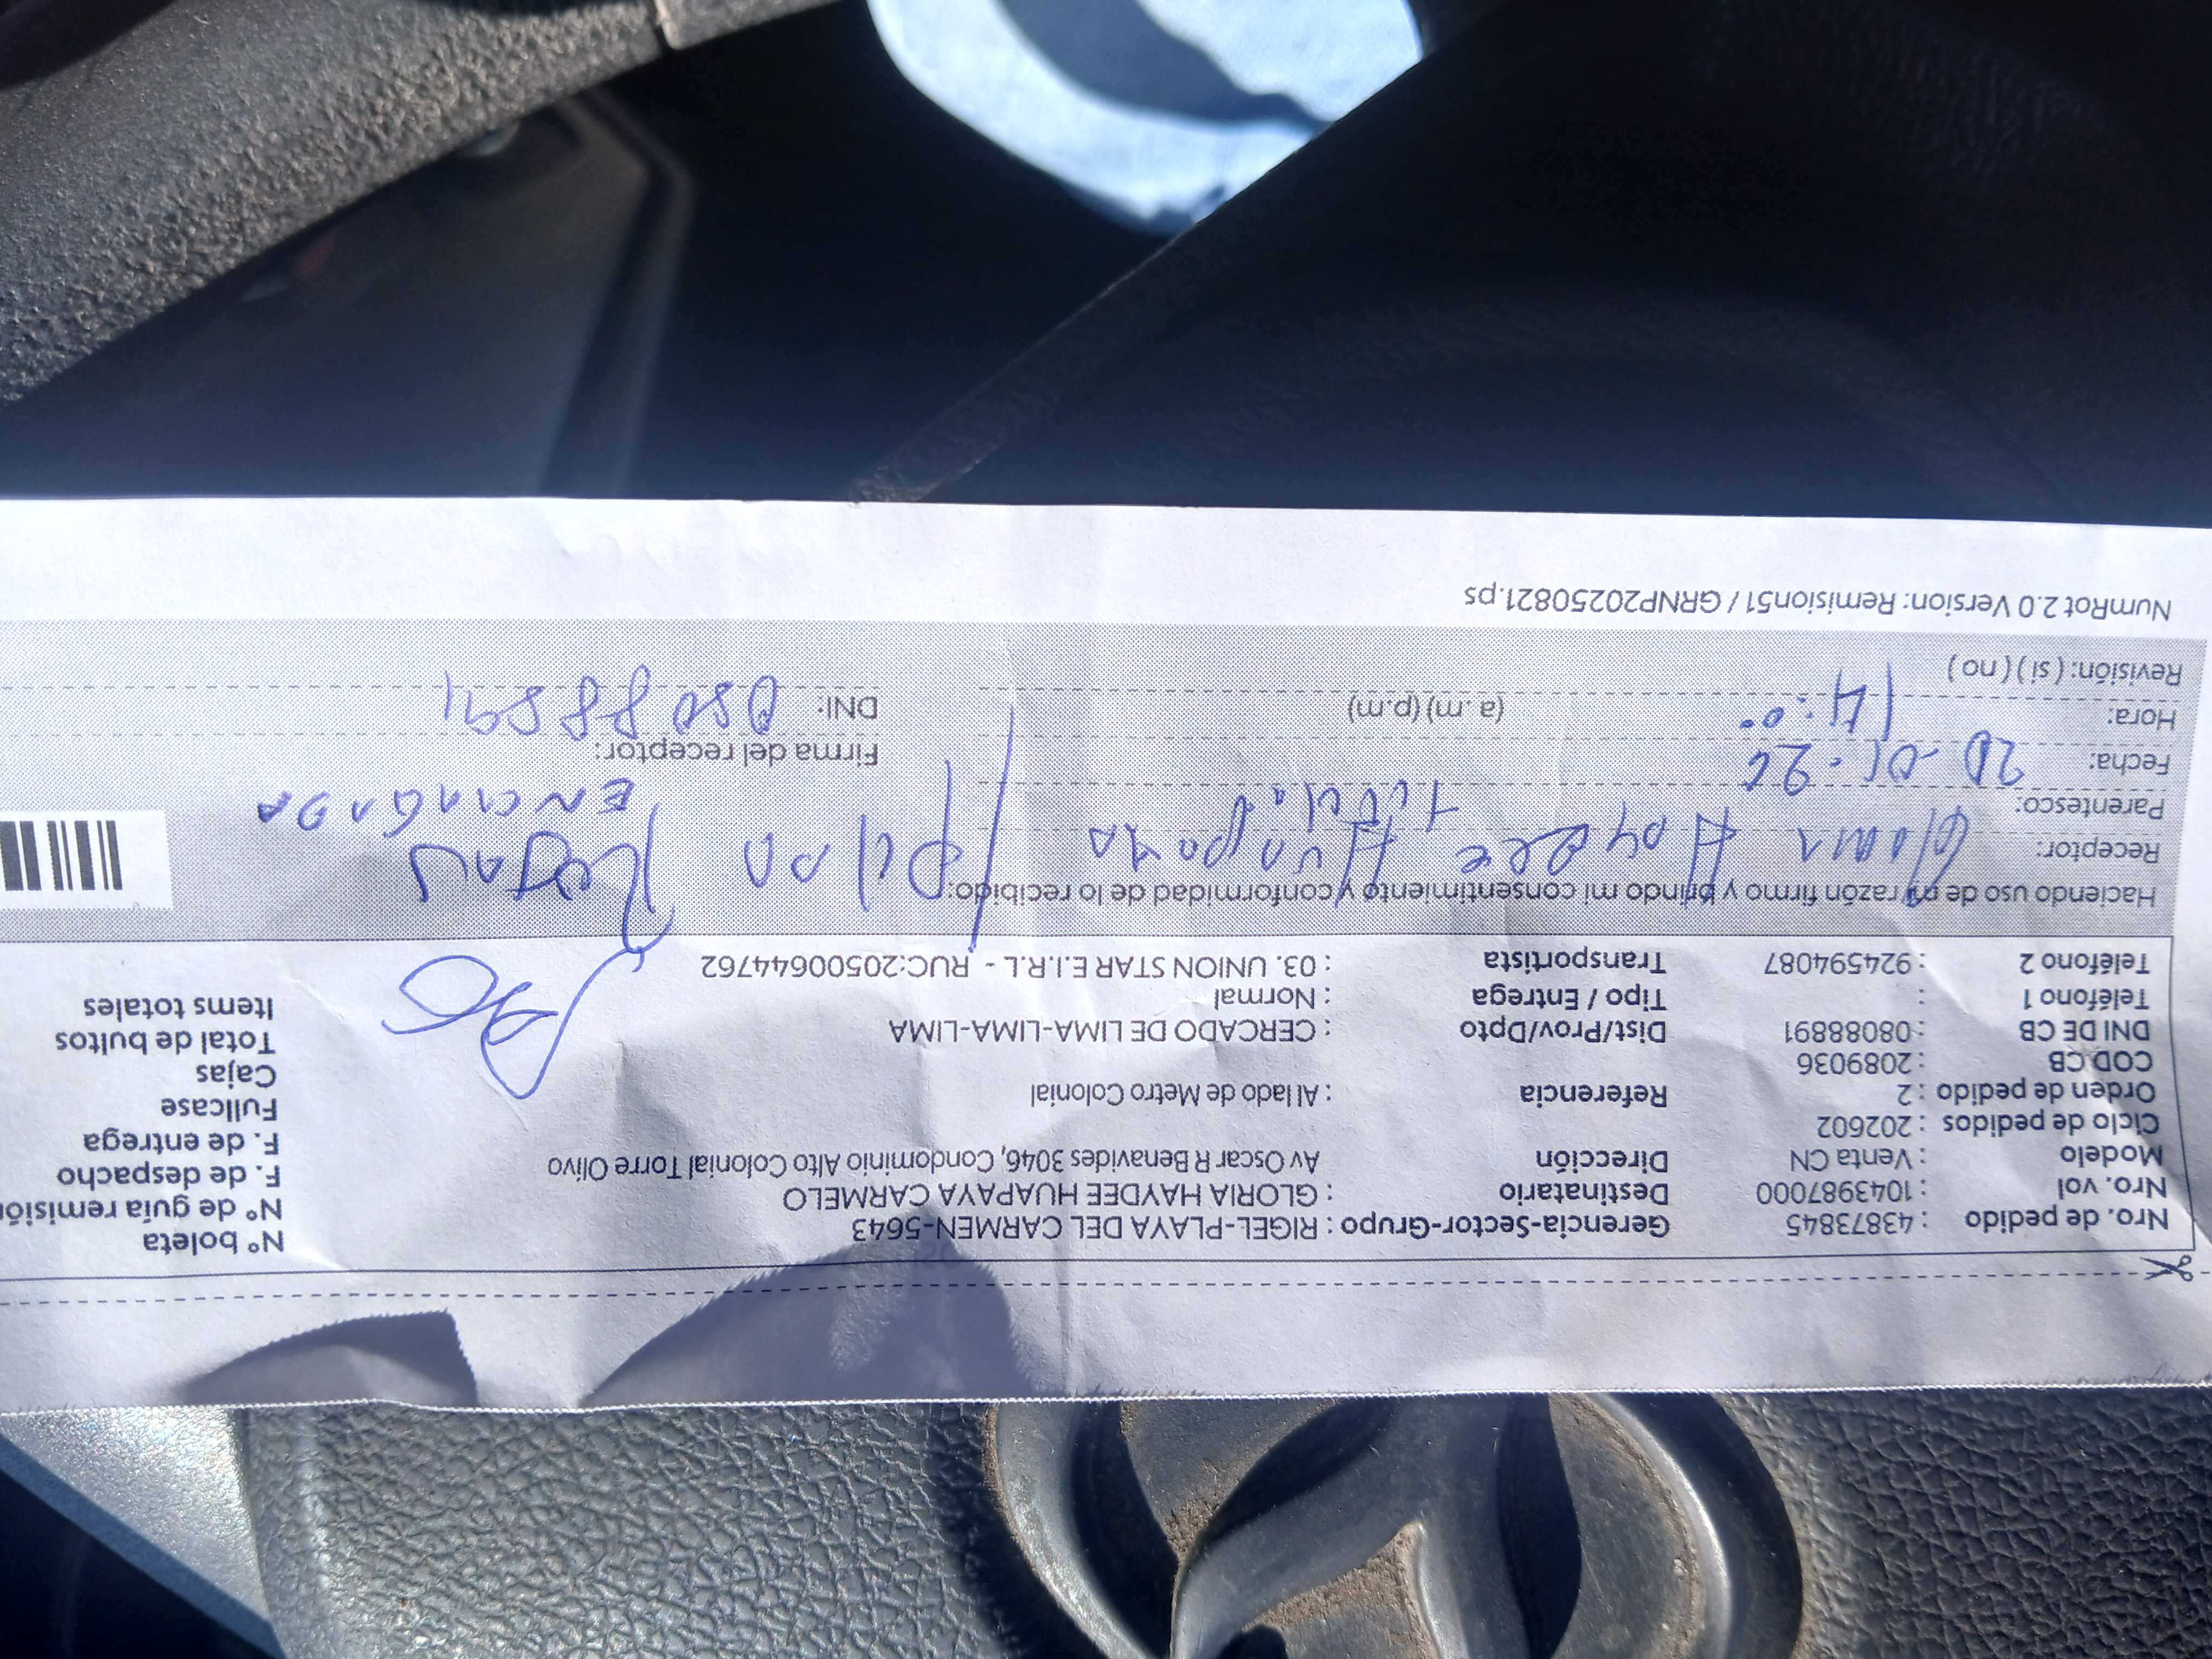 Nro. de pedido : 43873845 Gerencia-Sector-Grupo : RIGEL-PLAYA DEL CARMEN-5643 N° boleta
Nro. vol. : 1043987000 Destinatario : GLORIA HAYDEE HUAPAYA CARMELO N° de guía remisió
Modelo : Venta CN Dirección Av Oscar R Benavides 3046, Condominio Alto Colonial Torre Olivo F. de despacho
Ciclo de pedidos : 202602 F. de entrega
Orden de pedido : 2 Referencia : Al lado de Metro Colonial Fullcase
COD CB : 2089036 Cajas
DNI DE CB : 08088891 Dist/Prov/Dpto : CERCADO DE LIMA-LIMA-LIMA Total de bultos
Teléfono 1 : Tipo / Entrega : Normal Items totales
Teléfono 2 : 924594087 Transportista : 03. UNION STAR E.I.R.L - RUC:20500644762
Haciendo uso de mi razón firmo y brindo mi consentimiento y conformidad de lo recibido:
Receptor: Gloria Haydee Huapaya
Parentesco: Titular ENCARGADA
Fecha: 20-01-26 Firma del receptor:
Hora: 14:00 (a. m) (p.m) DNI: 08088891
Revisión: ( si ) ( no )
NumRot 2.0 Version: Remision51 / GRNP20250821.ps